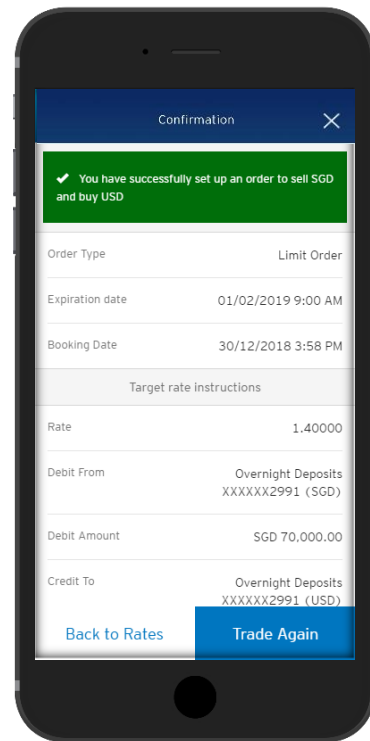 Confirmation
You have successfully set up an order to sell SGD
and buy USD
Order Type
Limit Order
Expiration date
01/02/2019 9:00 AM
Booking Date
30/12/2018 3:58 PM
Target rate instructions
Rate
1.40000
Debit From
Overnight Deposits
XXXXXX2991 (SGD)
Debit Amount
SGD 70,000.00
Credit To
Overnight Deposits
XXXXXX2991 (USD)
Back to Rates
Trade Again